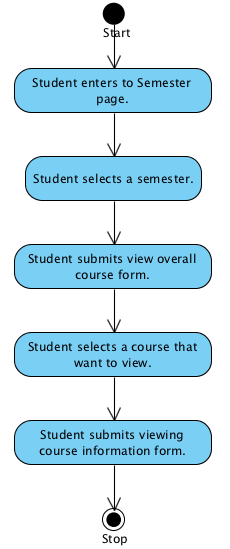 Start
Student enters to Semester
page.
Student selects a semester.
Student submits view overall
course form.
Student selects a course that
want to view.
Student submits viewing
course information form.
Stop